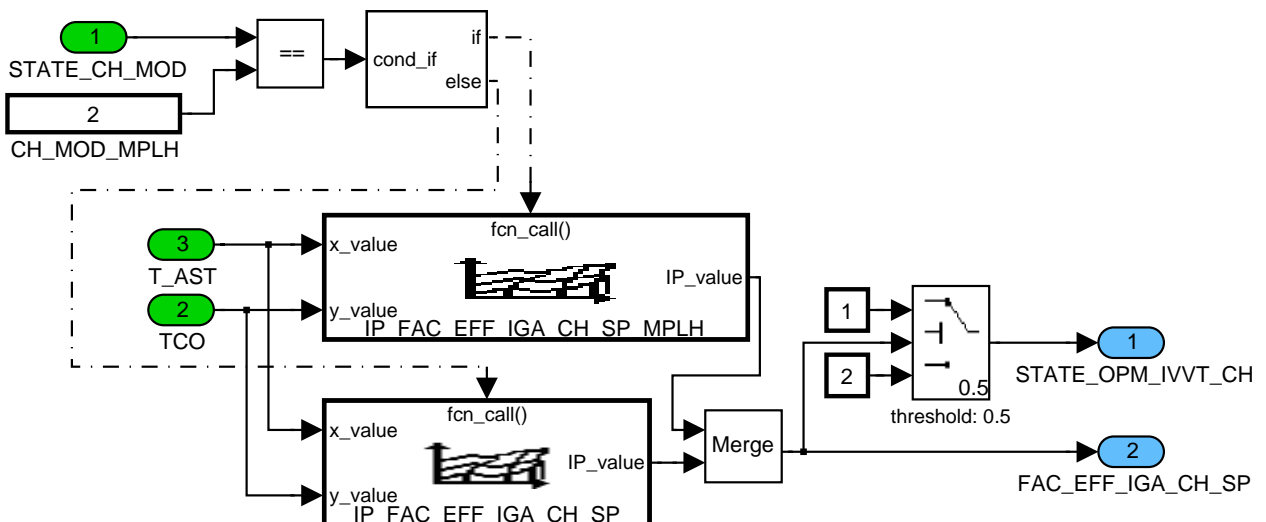 1
STATE_CH_MOD
==
cond_if
if
else
2
CH_MOD_MPLH
fcn_call()
3
T_AST
x_value
IP_value
2
TCO
y_value
IP_FAC_EFF_IGA_CH_SP_MPLH
1
2
0.5
threshold: 0.5
1
STATE_OPM_IVVT_CH
fcn_call()
x_value
IP_value
y_value
IP_FAC_EFF_IGA_CH_SP
Merge
2
FAC_EFF_IGA_CH_SP